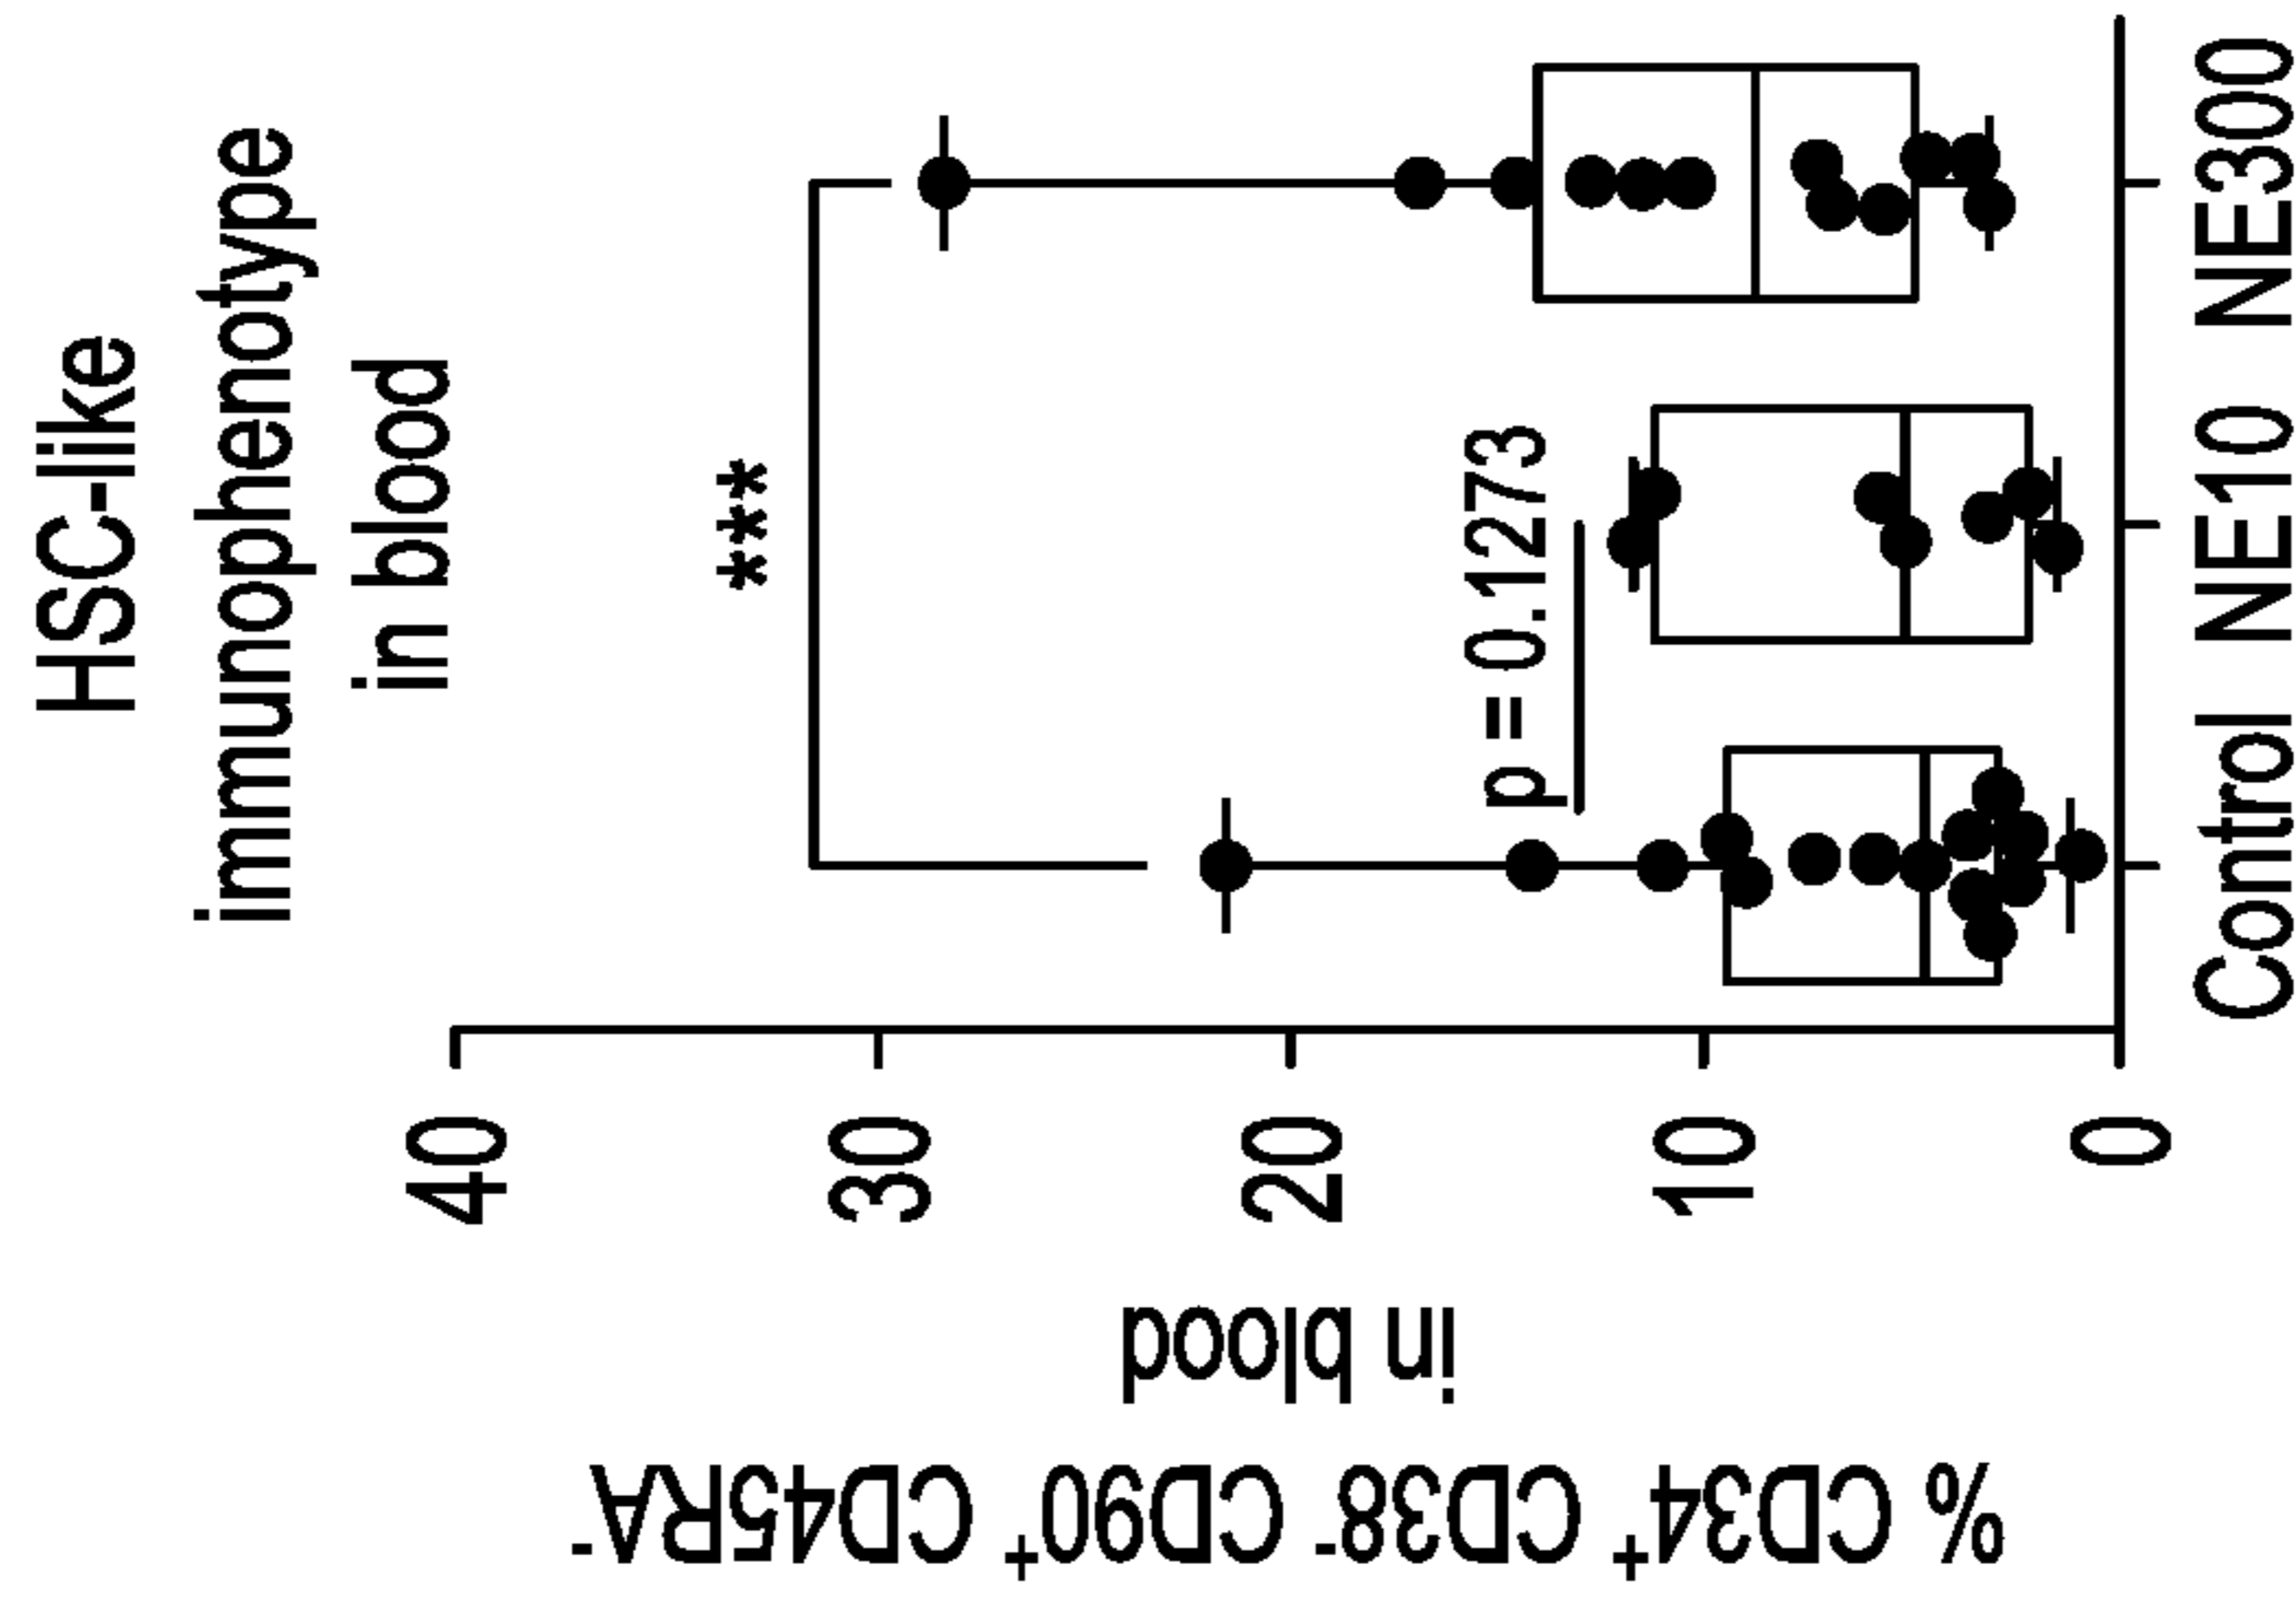 HSC-like
immunophenotype
in blood
***
p = 0.1273
40
30
20
10
0
% CD34⁺ CD38⁻ CD90⁺ CD45RA⁻
in blood
Control NE10 NE300